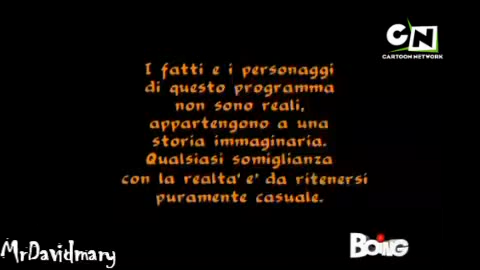 CN
CARTOON NETWORK
I fatti e i personaggi
di questo programma
non sono reali,
appartengono a una
storia immaginaria.
Qualsiasi somiglianza
con la realta' e' da ritenersi
puramente casuale.
BOING
MrDavidmary